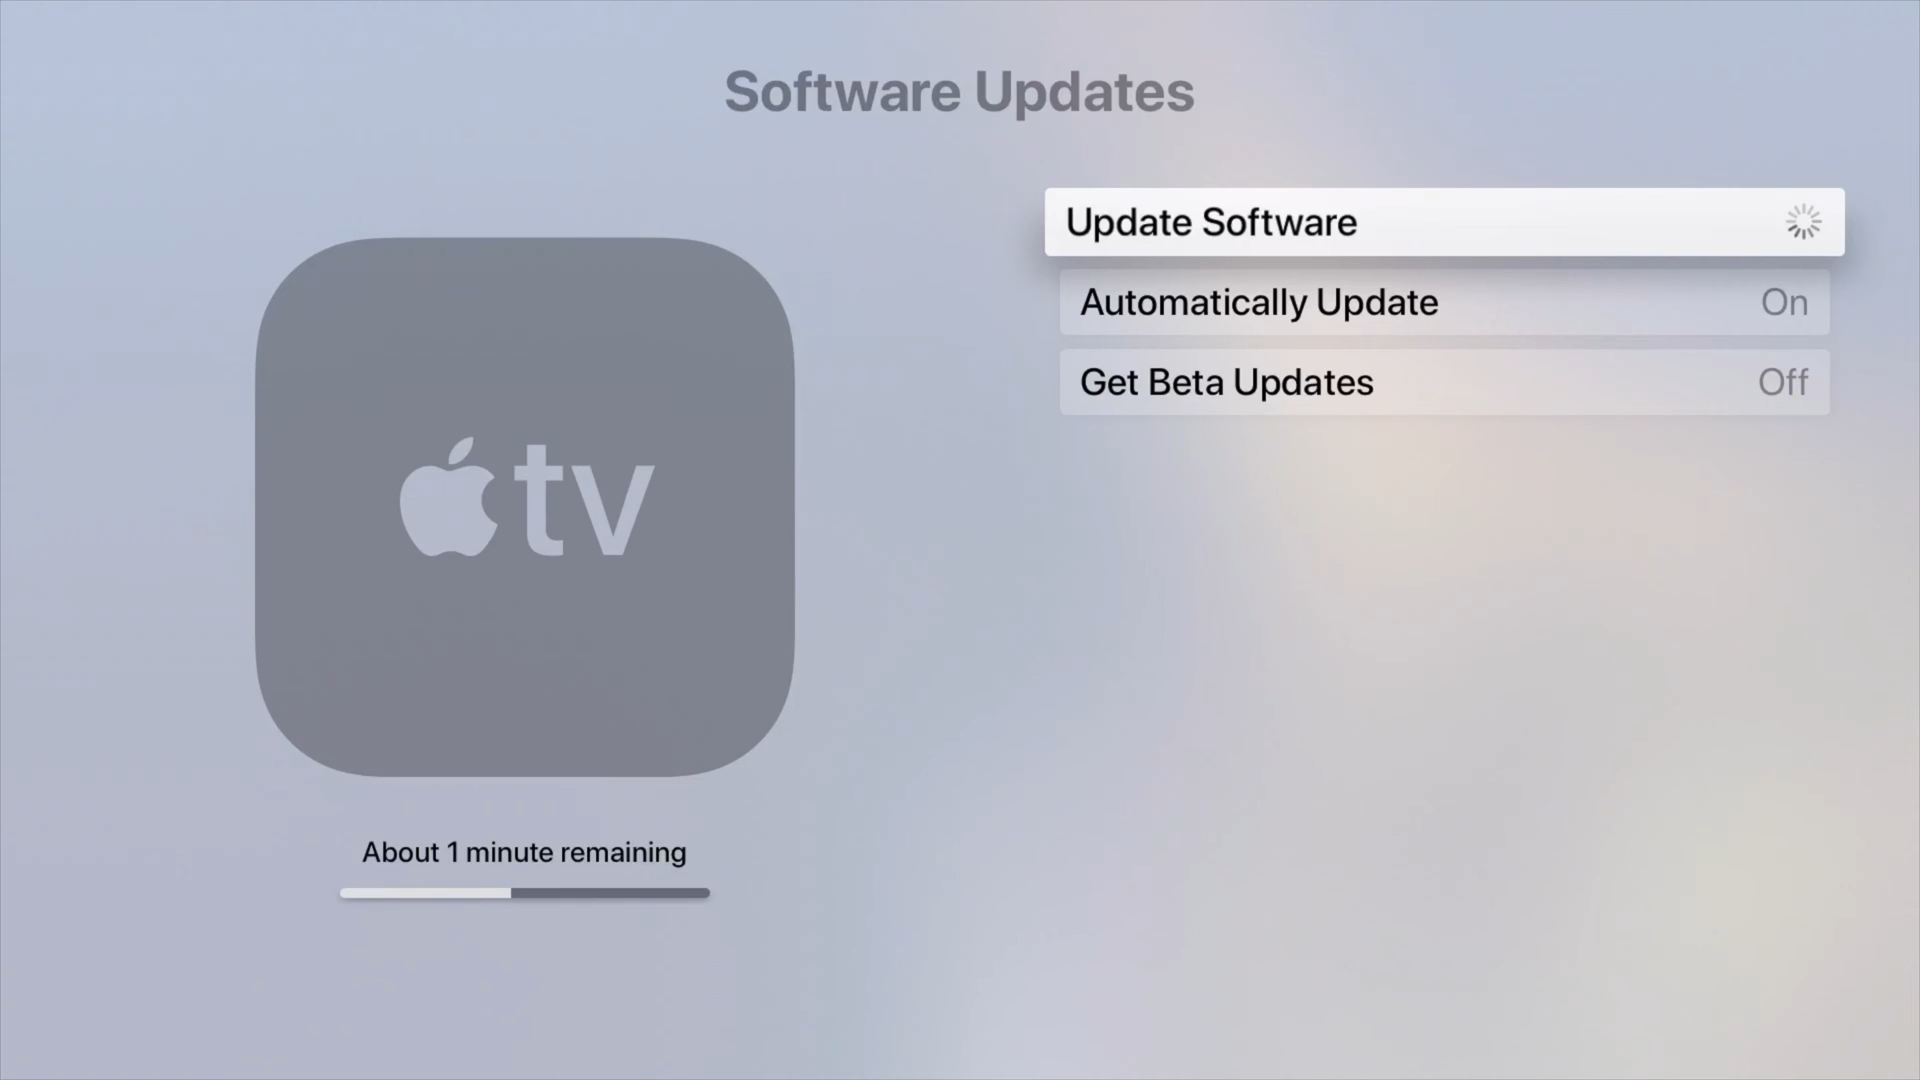 Software Updates
Update Software
Automatically Update On
Get Beta Updates Off
tv
About 1 minute remaining